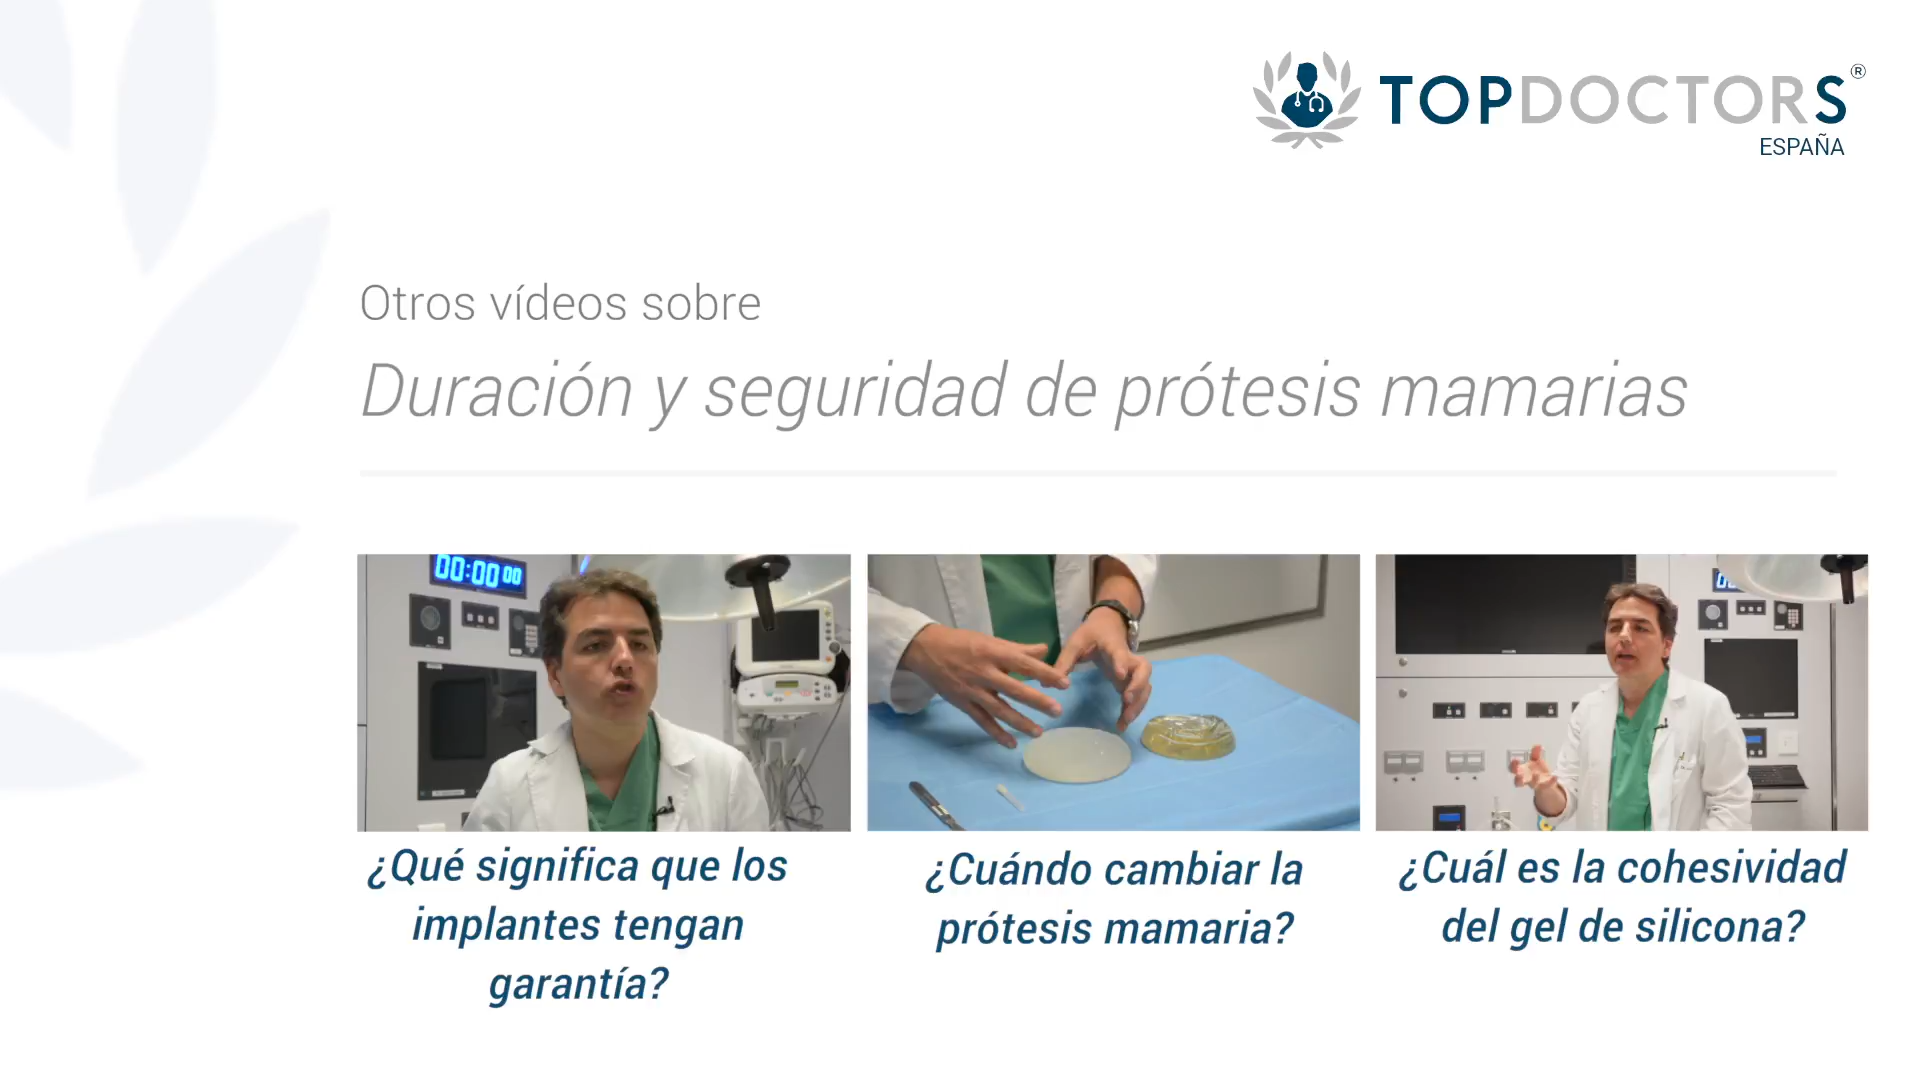 TOPDOCTORS®
ESPAÑA
Otros vídeos sobre
Duración y seguridad de prótesis mamarias
00:00 00
¿Qué significa que los
implantes tengan
garantía?
¿Cuándo cambiar la
prótesis mamaria?
¿Cuál es la cohesividad
del gel de silicona?